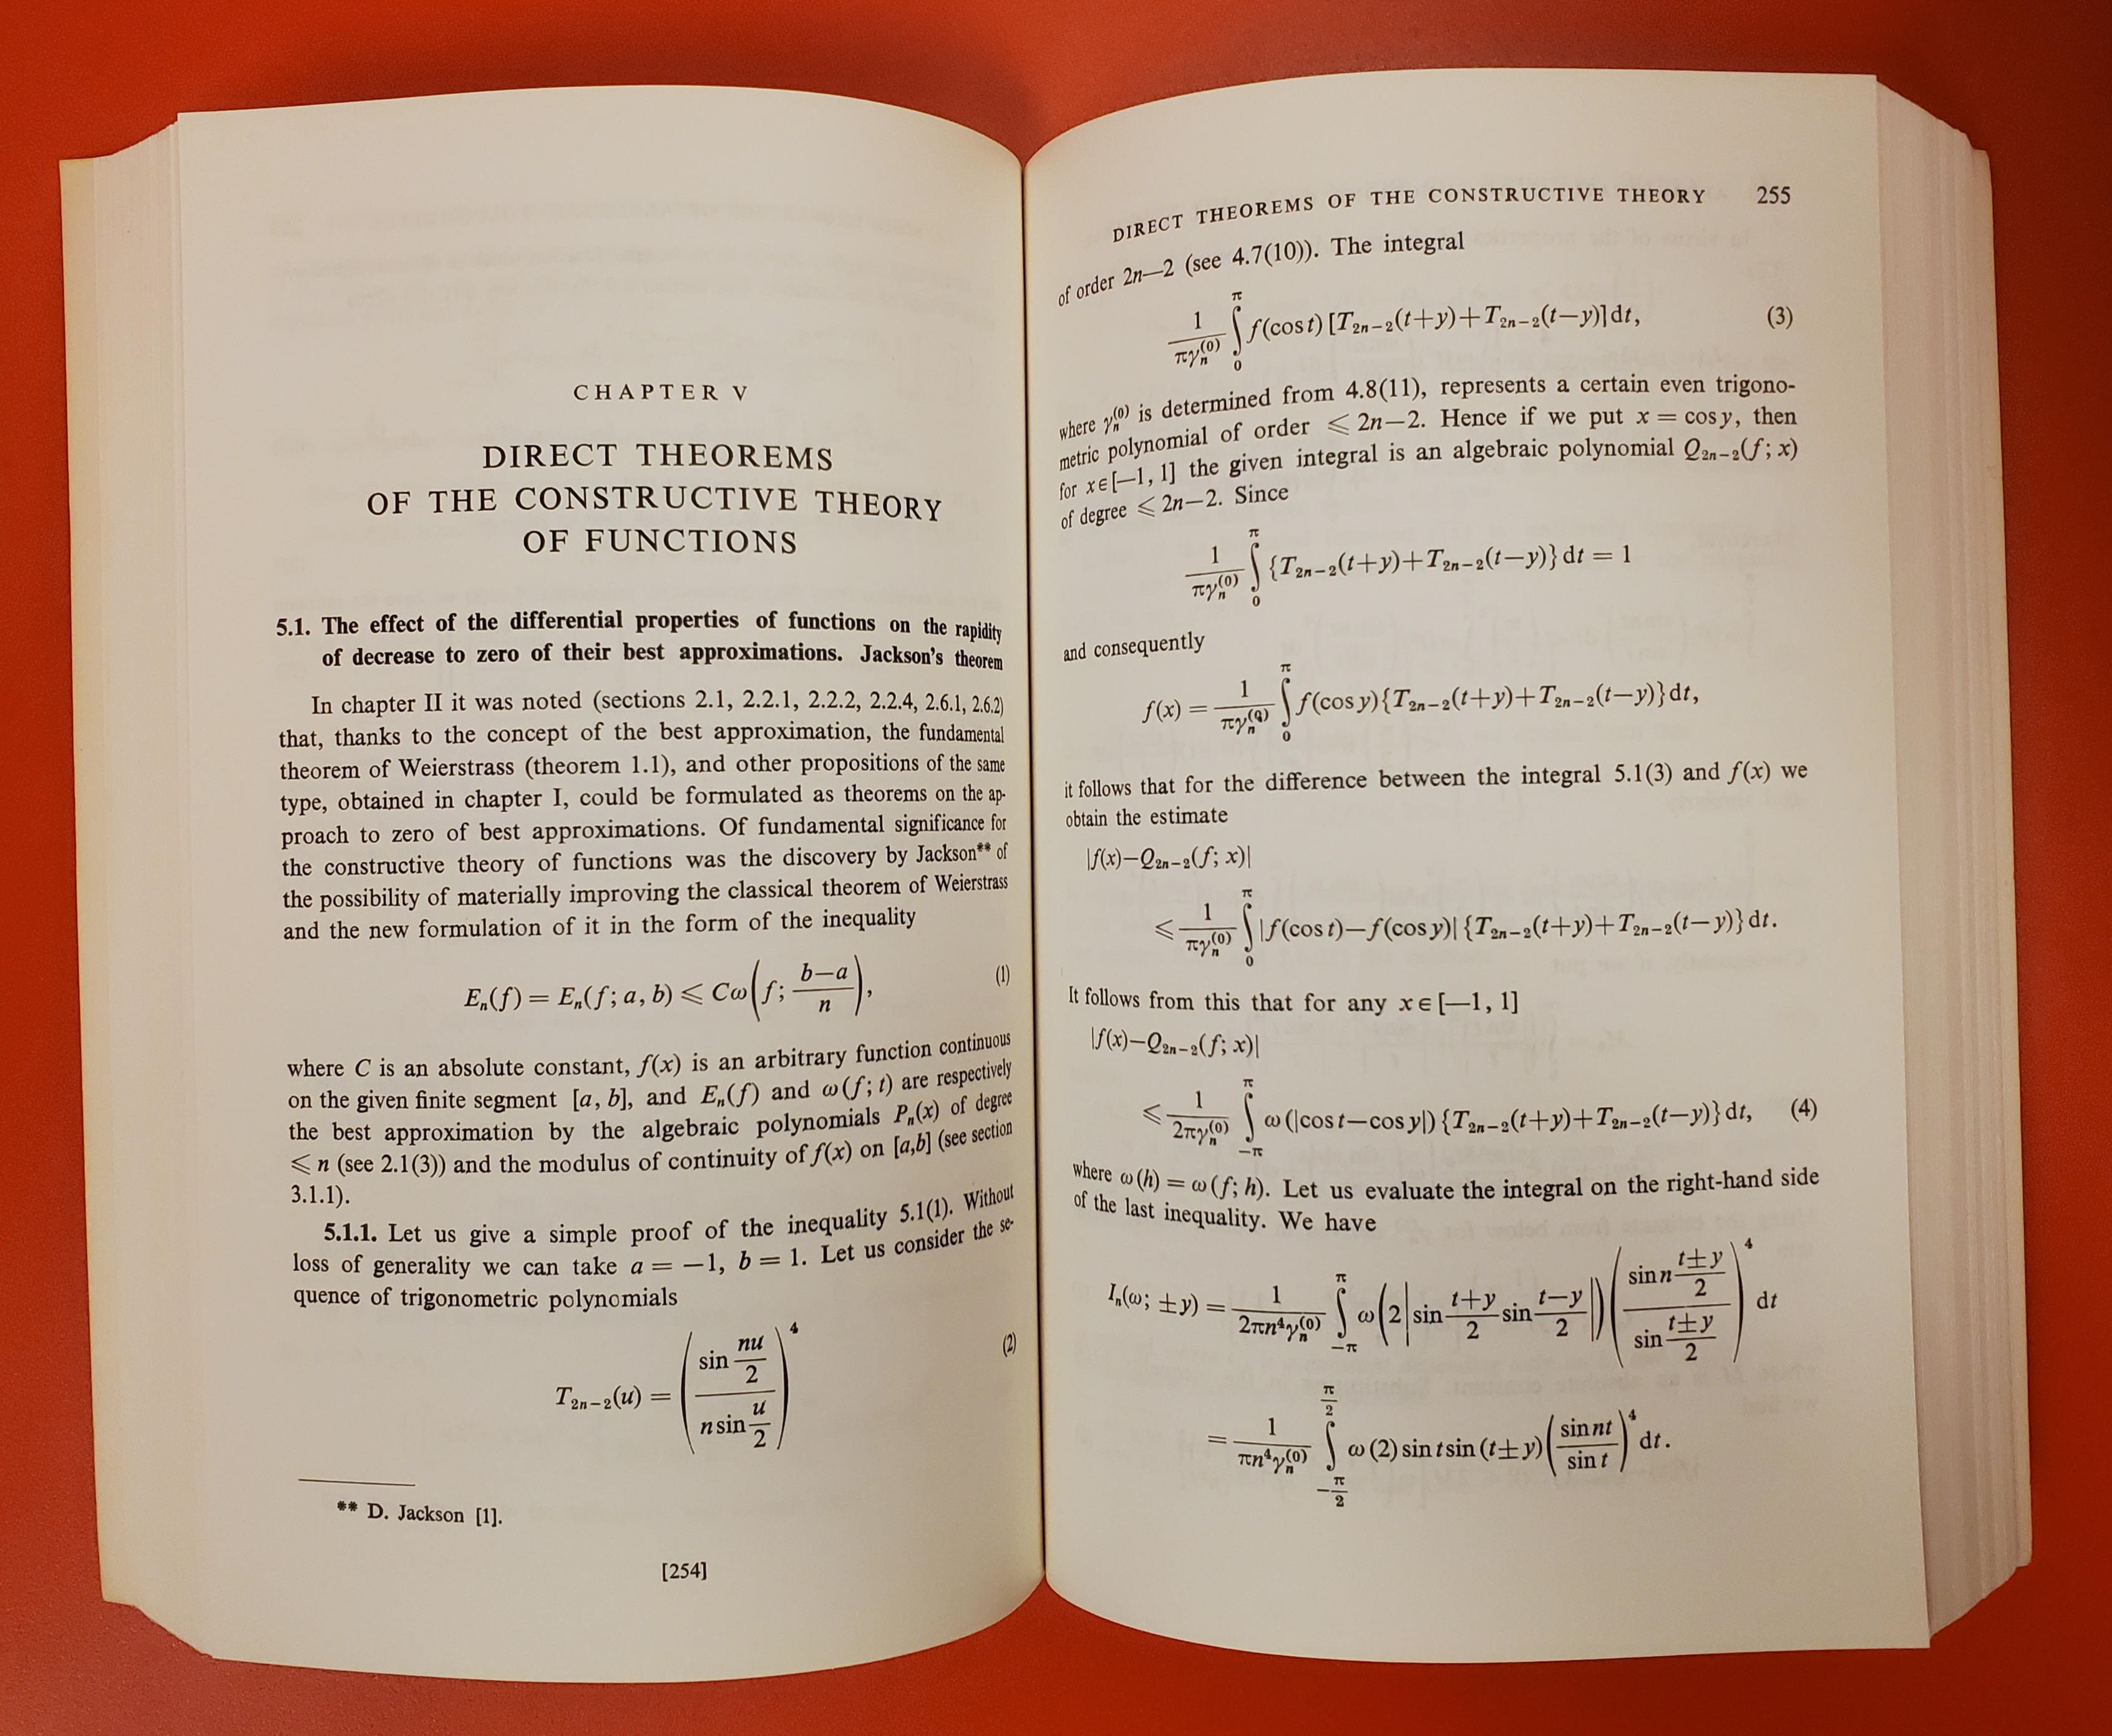 CHAPTER V
DIRECT THEOREMS
OF THE CONSTRUCTIVE THEORY
OF FUNCTIONS
5.1. The effect of the differential properties of functions on the rapidity
of decrease to zero of their best approximations. Jackson's theorem
In chapter II it was noted (sections 2.1, 2.2.1, 2.2.2, 2.2.4, 2.6.1, 2.6.2)
that, thanks to the concept of the best approximation, the fundamental
theorem of Weierstrass (theorem 1.1), and other propositions of the same
type, obtained in chapter I, could be formulated as theorems on the ap-
proach to zero of best approximations. Of fundamental significance for
the constructive theory of functions was the discovery by Jackson** of
the possibility of materially improving the classical theorem of Weierstrass
and the new formulation of it in the form of the inequality
E_n(f) = E_n(f; a, b) ⩽ Cω(f; (b−a)/n), (1)
where C is an absolute constant, f(x) is an arbitrary function continuous
on the given finite segment [a, b], and E_n(f) and ω(f; t) are respectively
the best approximation by the algebraic polynomials P_n(x) of degree
⩽ n (see 2.1(3)) and the modulus of continuity of f(x) on [a,b] (see section
3.1.1).
5.1.1. Let us give a simple proof of the inequality 5.1(1). Without
loss of generality we can take a = −1, b = 1. Let us consider the se-
quence of trigonometric polynomials
T_{2n−2}(u) = ((sin nu/2)/(n sin u/2))^4 (2)
** D. Jackson [1].
[254]
DIRECT THEOREMS OF THE CONSTRUCTIVE THEORY 255
of order 2n−2 (see 4.7(10)). The integral
1/(πγ_n^{(0)}) ∫_0^π f(cos t) [T_{2n−2}(t+y)+T_{2n−2}(t−y)] dt, (3)
where γ_n^{(0)} is determined from 4.8(11), represents a certain even trigono-
metric polynomial of order ⩽ 2n−2. Hence if we put x = cos y, then
for x∈[−1, 1] the given integral is an algebraic polynomial Q_{2n−2}(f; x)
of degree ⩽ 2n−2. Since
1/(πγ_n^{(0)}) ∫_0^π {T_{2n−2}(t+y)+T_{2n−2}(t−y)} dt = 1
and consequently
f(x) = 1/(πγ_n^{(0)}) ∫_0^π f(cos y){T_{2n−2}(t+y)+T_{2n−2}(t−y)} dt,
it follows that for the difference between the integral 5.1(3) and f(x) we
obtain the estimate
|f(x)−Q_{2n−2}(f; x)|
⩽ 1/(πγ_n^{(0)}) ∫_0^π |f(cos t)−f(cos y)| {T_{2n−2}(t+y)+T_{2n−2}(t−y)} dt.
It follows from this that for any x∈[−1, 1]
|f(x)−Q_{2n−2}(f; x)|
⩽ 1/(2πγ_n^{(0)}) ∫_{−π}^π ω(|cos t−cos y|) {T_{2n−2}(t+y)+T_{2n−2}(t−y)} dt, (4)
where ω(h) = ω(f; h). Let us evaluate the integral on the right-hand side
of the last inequality. We have
I_n(ω; ±y) = 1/(2πn^4γ_n^{(0)}) ∫_{−π}^π ω(2|sin (t+y)/2 sin (t−y)/2|) ((sin n (t±y)/2)/(sin (t±y)/2))^4 dt
= 1/(πn^4γ_n^{(0)}) ∫_{−π/2}^{π/2} ω(2) sin t sin (t±y) (sin nt/sin t)^4 dt.